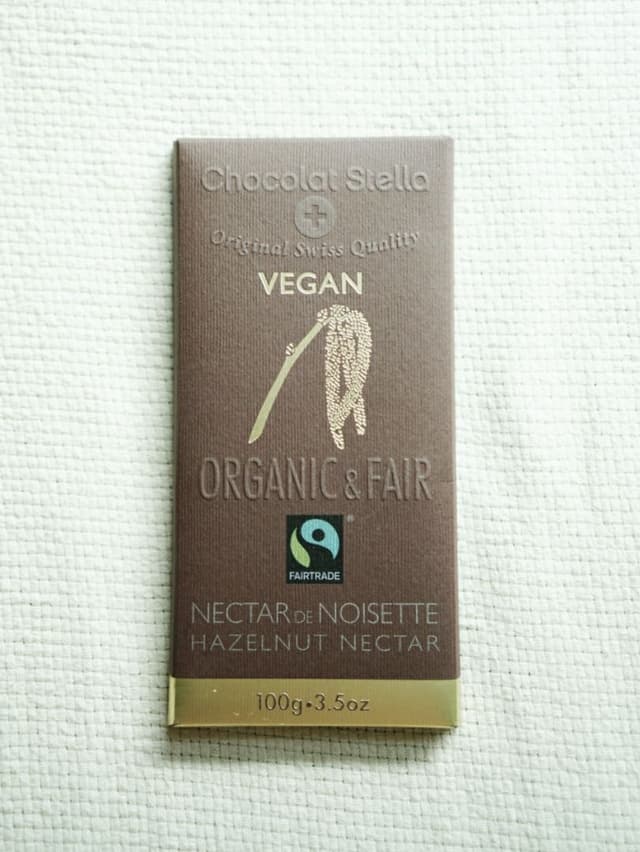 Chocolat Stella
Original Swiss Quality
VEGAN
ORGANIC & FAIR
®
FAIRTRADE
NECTAR DE NOISETTE
HAZELNUT NECTAR
100g•3.5oz